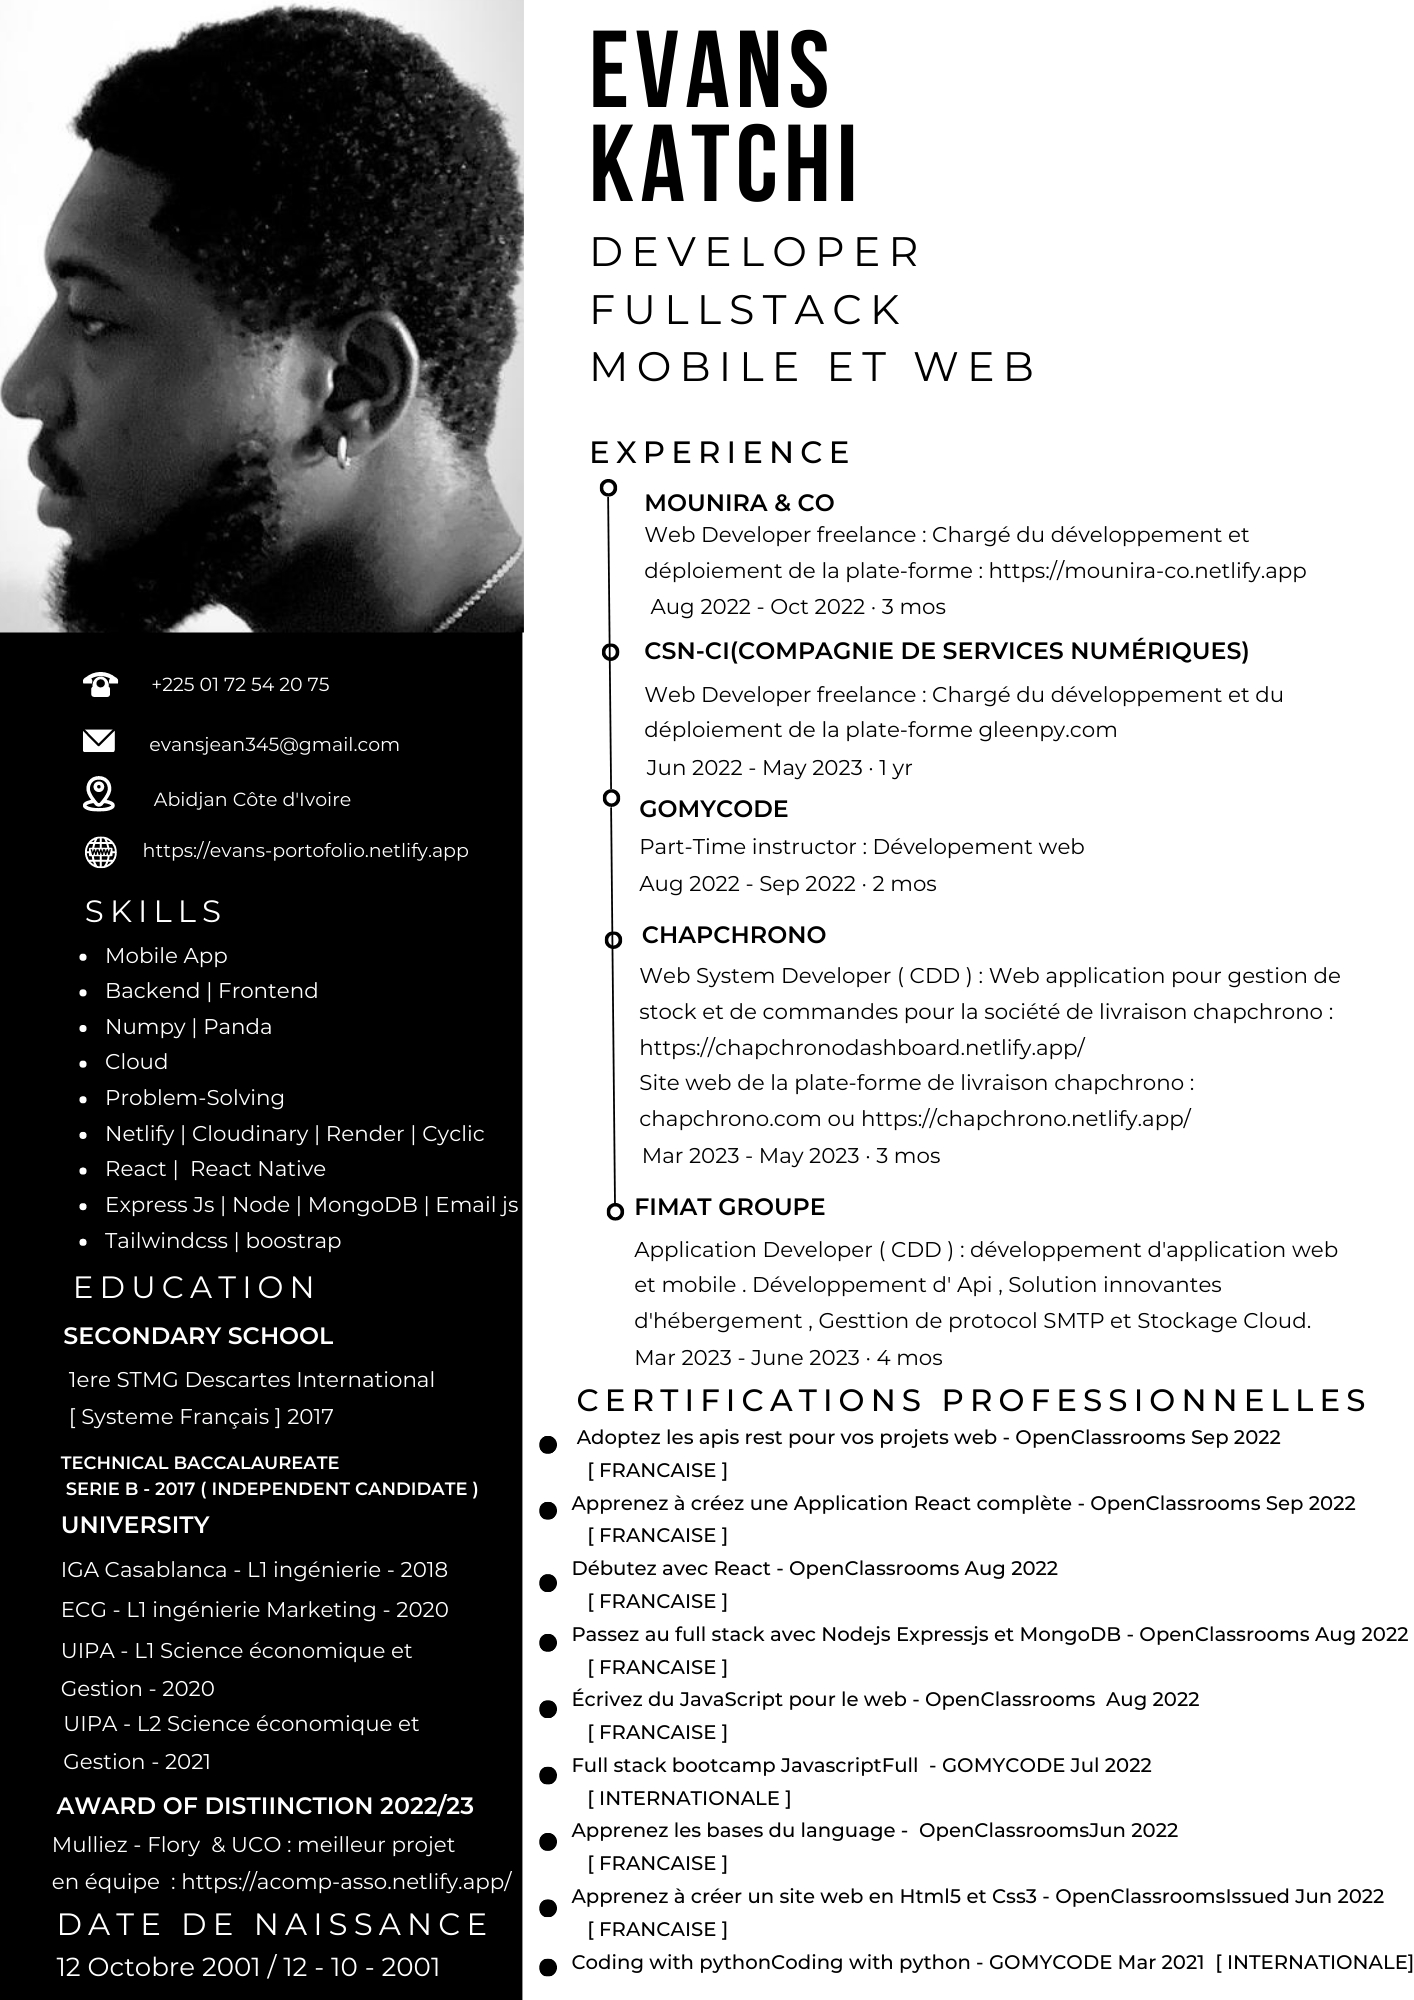 EVANS
KATCHI
DEVELOPER
FULLSTACK
MOBILE ET WEB
+225 01 72 54 20 75
evansjean345@gmail.com
Abidjan Côte d'Ivoire
www
https://evans-portofolio.netlify.app
SKILLS
Mobile App
Backend | Frontend
Numpy | Panda
Cloud
Problem-Solving
Netlify | Cloudinary | Render | Cyclic
React | React Native
Express Js | Node | MongoDB | Email js
Tailwindcss | boostrap
EDUCATION
SECONDARY SCHOOL
1ere STMG Descartes International
[ Systeme Français ] 2017
TECHNICAL BACCALAUREATE
SERIE B - 2017 ( INDEPENDENT CANDIDATE )
UNIVERSITY
IGA Casablanca - L1 ingénierie - 2018
ECG - L1 ingénierie Marketing - 2020
UIPA - L1 Science économique et
Gestion - 2020
UIPA - L2 Science économique et
Gestion - 2021
AWARD OF DISTIINCTION 2022/23
Mulliez - Flory & UCO : meilleur projet
en équipe : https://acomp-asso.netlify.app/
DATE DE NAISSANCE
12 Octobre 2001 / 12 - 10 - 2001
EXPERIENCE
MOUNIRA & CO
Web Developer freelance : Chargé du développement et
déploiement de la plate-forme : https://mounira-co.netlify.app
Aug 2022 - Oct 2022 · 3 mos
CSN-CI(COMPAGNIE DE SERVICES NUMÉRIQUES)
Web Developer freelance : Chargé du développement et du
déploiement de la plate-forme gleenpy.com
Jun 2022 - May 2023 · 1 yr
GOMYCODE
Part-Time instructor : Dévelopement web
Aug 2022 - Sep 2022 · 2 mos
CHAPCHRONO
Web System Developer ( CDD ) : Web application pour gestion de
stock et de commandes pour la société de livraison chapchrono :
https://chapchronodashboard.netlify.app/
Site web de la plate-forme de livraison chapchrono :
chapchrono.com ou https://chapchrono.netlify.app/
Mar 2023 - May 2023 · 3 mos
FIMAT GROUPE
Application Developer ( CDD ) : développement d'application web
et mobile . Développement d' Api , Solution innovantes
d'hébergement , Gesttion de protocol SMTP et Stockage Cloud.
Mar 2023 - June 2023 · 4 mos
CERTIFICATIONS PROFESSIONNELLES
Adoptez les apis rest pour vos projets web - OpenClassrooms Sep 2022
[ FRANCAISE ]
Apprenez à créez une Application React complète - OpenClassrooms Sep 2022
[ FRANCAISE ]
Débutez avec React - OpenClassrooms Aug 2022
[ FRANCAISE ]
Passez au full stack avec Nodejs Expressjs et MongoDB - OpenClassrooms Aug 2022
[ FRANCAISE ]
Écrivez du JavaScript pour le web - OpenClassrooms Aug 2022
[ FRANCAISE ]
Full stack bootcamp JavascriptFull - GOMYCODE Jul 2022
[ INTERNATIONALE ]
Apprenez les bases du language - OpenClassroomsJun 2022
[ FRANCAISE ]
Apprenez à créer un site web en Html5 et Css3 - OpenClassroomsIssued Jun 2022
[ FRANCAISE ]
Coding with pythonCoding with python - GOMYCODE Mar 2021 [ INTERNATIONALE]